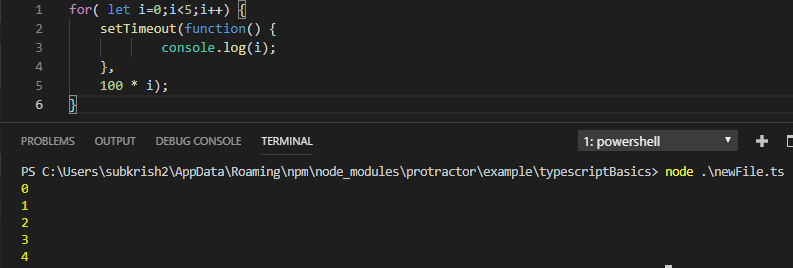 1 for( let i=0;i<5;i++) {
2 setTimeout(function() {
3 console.log(i);
4 },
5 100 * i);
6 }
PROBLEMS OUTPUT DEBUG CONSOLE TERMINAL 1: powershell
PS C:\Users\subkrish2\AppData\Roaming\npm\node_modules\protractor\example\typescriptBasics> node .\newFile.ts
0
1
2
3
4